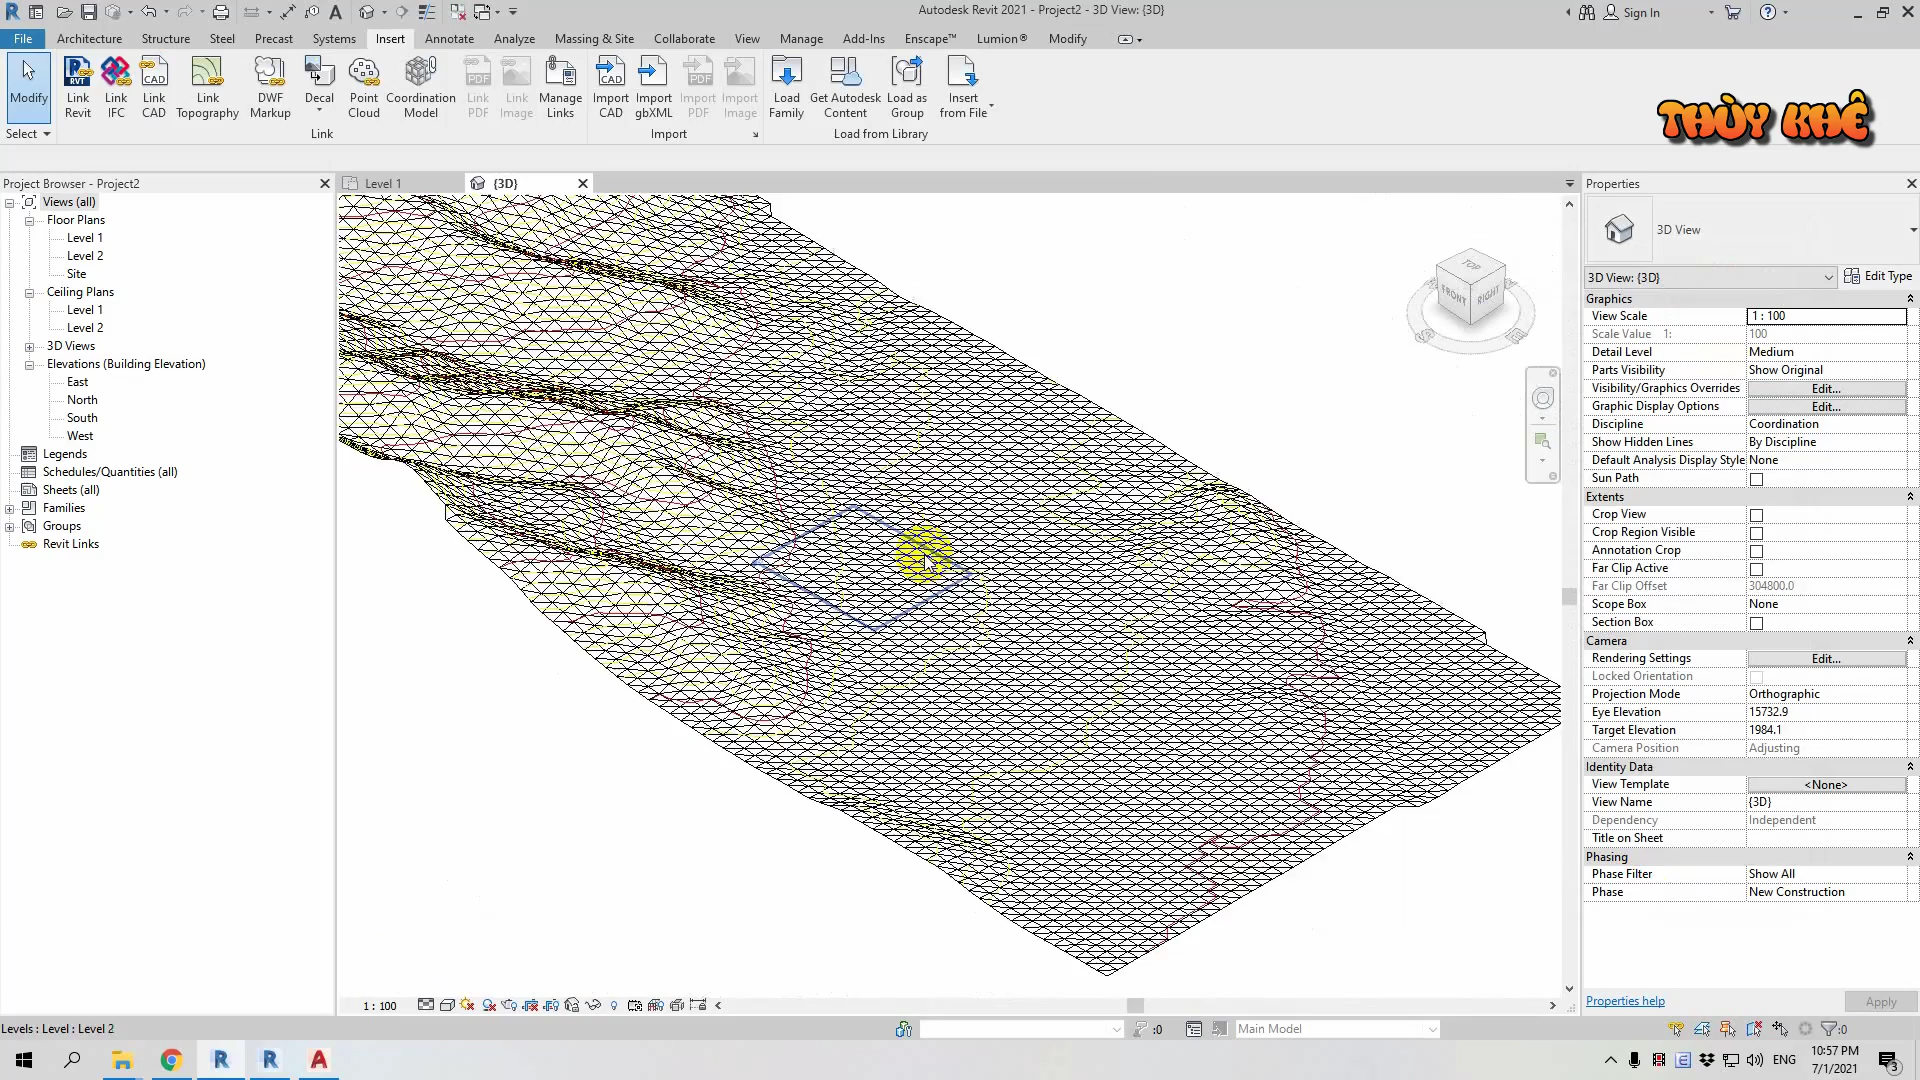 Autodesk Revit 2021 - Project2 - 3D View: {3D}
Sign In
File
Architecture
Structure
Steel
Precast
Systems
Insert
Annotate
Analyze
Massing & Site
Collaborate
View
Manage
Add-Ins
Enscape™
Lumion®
Modify
Modify
Link Revit
Link IFC
Link CAD
Link Topography
DWF Markup
Decal
Point Cloud
Coordination Model
Link PDF
Link Image
Manage Links
Import CAD
Import gbXML
Import PDF
Import Image
Load Family
Get Autodesk Content
Load as Group
Insert from File
Select
Link
Import
Load from Library
THÙY KHÊ
Project Browser - Project2
Views (all)
Floor Plans
Level 1
Level 2
Site
Ceiling Plans
Level 1
Level 2
3D Views
Elevations (Building Elevation)
East
North
South
West
Legends
Schedules/Quantities (all)
Sheets (all)
Families
Groups
Revit Links
Level 1
{3D}
TOP
FRONT
RIGHT
Properties
3D View
3D View: {3D}
Edit Type
Graphics
View Scale 1 : 100
Scale Value 1: 100
Detail Level Medium
Parts Visibility Show Original
Visibility/Graphics Overrides Edit...
Graphic Display Options Edit...
Discipline Coordination
Show Hidden Lines By Discipline
Default Analysis Display Style None
Sun Path
Extents
Crop View
Crop Region Visible
Annotation Crop
Far Clip Active
Far Clip Offset 304800.0
Scope Box None
Section Box
Camera
Rendering Settings Edit...
Locked Orientation
Projection Mode Orthographic
Eye Elevation 15732.9
Target Elevation 1984.1
Camera Position Adjusting
Identity Data
View Template <None>
View Name {3D}
Dependency Independent
Title on Sheet
Phasing
Phase Filter Show All
Phase New Construction
Properties help
Apply
1 : 100
Levels : Level : Level 2
:0
Main Model
:0
ENG
10:57 PM
7/1/2021
3